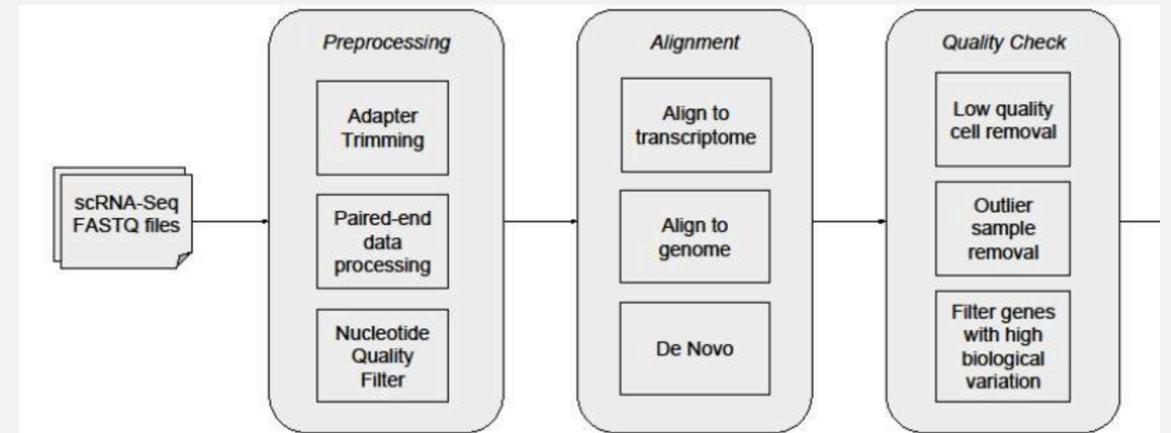 scRNA-Seq
FASTQ files
Preprocessing
Adapter
Trimming
Paired-end
data
processing
Nucleotide
Quality
Filter
Alignment
Align to
transcriptome
Align to
genome
De Novo
Quality Check
Low quality
cell removal
Outlier
sample
removal
Filter genes
with high
biological
variation